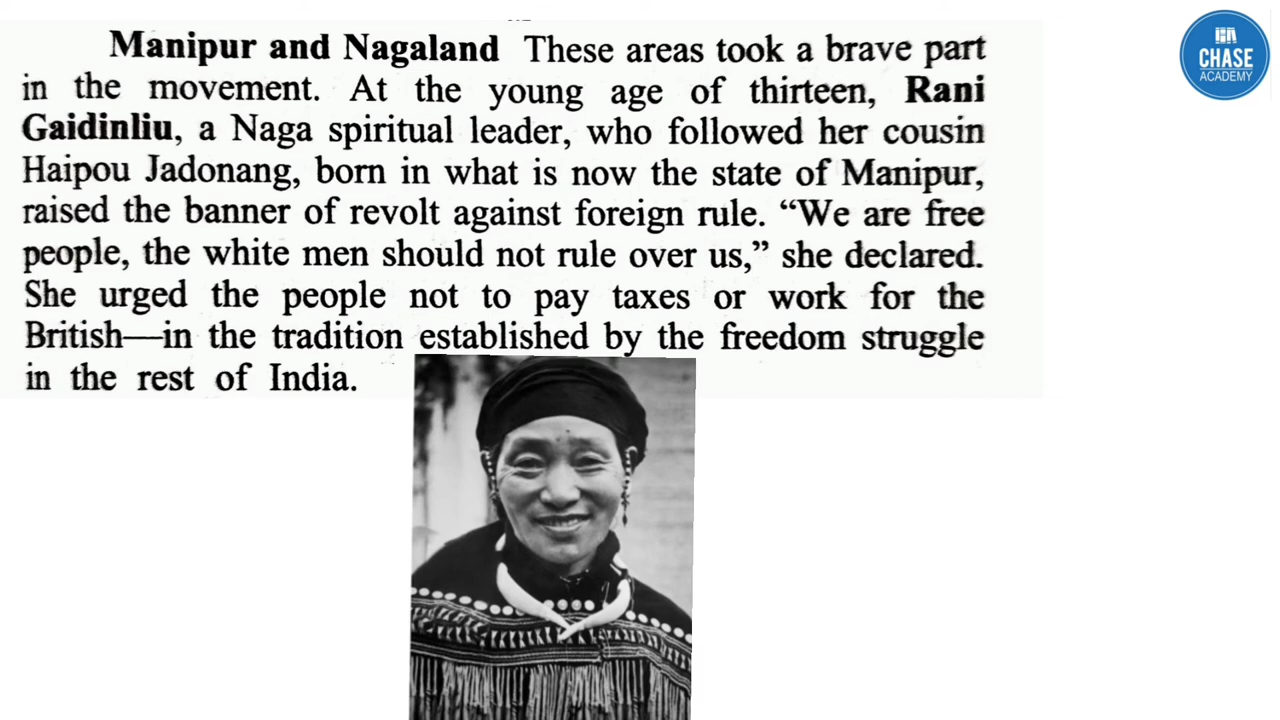 Manipur and Nagaland These areas took a brave part
in the movement. At the young age of thirteen, Rani
Gaidinliu, a Naga spiritual leader, who followed her cousin
Haipou Jadonang, born in what is now the state of Manipur,
raised the banner of revolt against foreign rule. “We are free
people, the white men should not rule over us,” she declared.
She urged the people not to pay taxes or work for the
British—in the tradition established by the freedom struggle
in the rest of India.
CHASE
ACADEMY